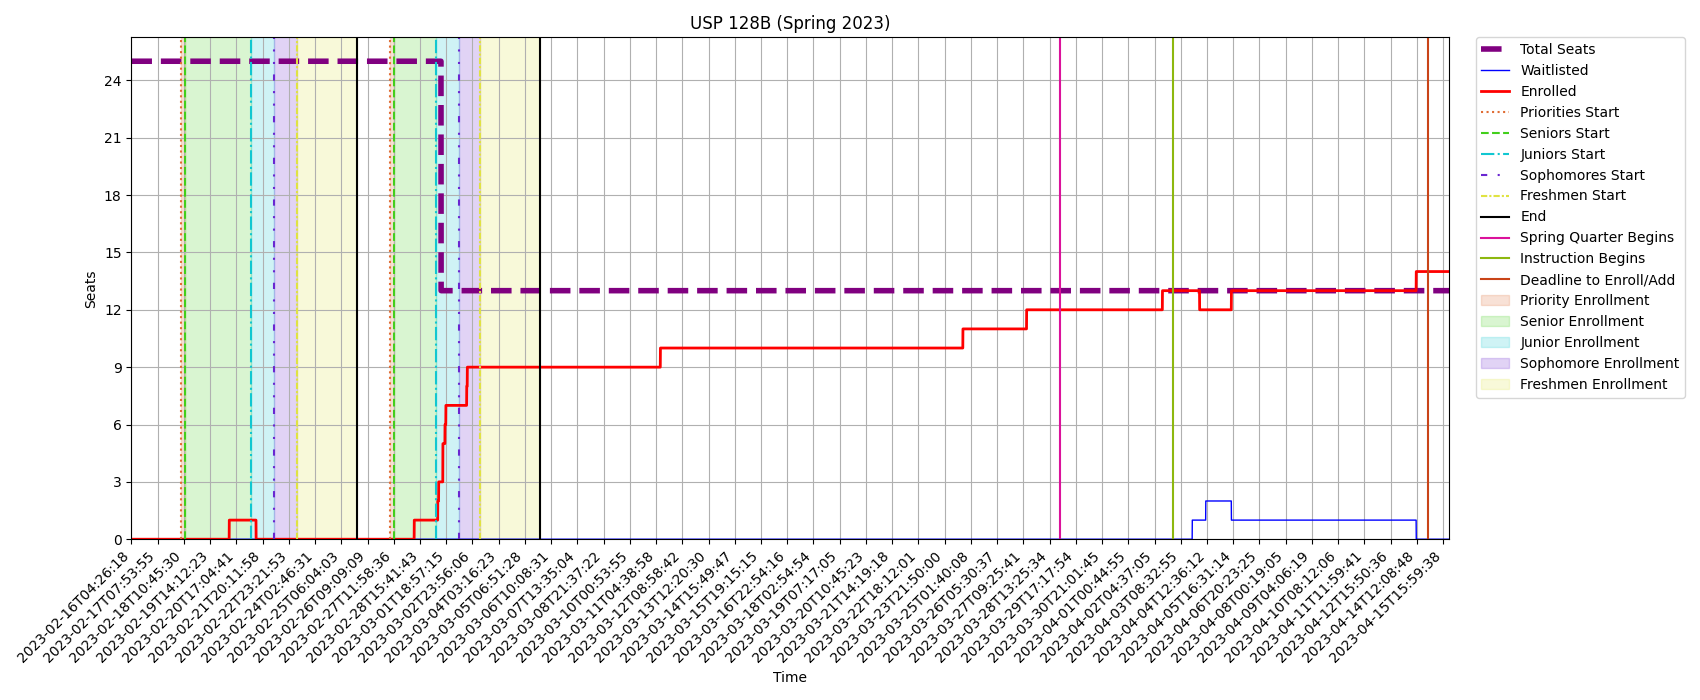 USP 128B (Spring 2023)
Seats
24
21
18
15
12
9
6
3
0
2023-02-16T04:26:18
2023-02-17T07:53:55
2023-02-18T10:45:30
2023-02-19T14:12:23
2023-02-20T17:04:41
2023-02-21T20:11:58
2023-02-22T23:21:53
2023-02-24T02:46:31
2023-02-25T06:04:03
2023-02-26T09:09:09
2023-02-27T11:58:36
2023-02-28T15:41:43
2023-03-01T18:57:15
2023-03-02T23:56:06
2023-03-04T03:16:23
2023-03-05T06:51:28
2023-03-06T10:08:31
2023-03-07T13:35:04
2023-03-08T21:37:22
2023-03-10T00:53:55
2023-03-11T04:38:58
2023-03-12T08:58:42
2023-03-13T12:20:30
2023-03-14T15:49:47
2023-03-15T19:15:15
2023-03-16T22:54:16
2023-03-18T02:54:54
2023-03-19T07:17:05
2023-03-20T10:45:23
2023-03-21T14:19:18
2023-03-22T18:12:01
2023-03-23T21:50:00
2023-03-25T01:40:08
2023-03-26T05:30:37
2023-03-27T09:25:41
2023-03-28T13:25:34
2023-03-29T17:17:54
2023-03-30T21:01:45
2023-04-01T00:44:55
2023-04-02T04:37:05
2023-04-03T08:32:55
2023-04-04T12:36:12
2023-04-05T16:31:14
2023-04-06T20:23:25
2023-04-08T00:19:05
2023-04-09T04:06:19
2023-04-10T08:12:06
2023-04-11T11:59:41
2023-04-12T15:50:36
2023-04-14T12:08:48
2023-04-15T15:59:38
Time
Total Seats
Waitlisted
Enrolled
Priorities Start
Seniors Start
Juniors Start
Sophomores Start
Freshmen Start
End
Spring Quarter Begins
Instruction Begins
Deadline to Enroll/Add
Priority Enrollment
Senior Enrollment
Junior Enrollment
Sophomore Enrollment
Freshmen Enrollment